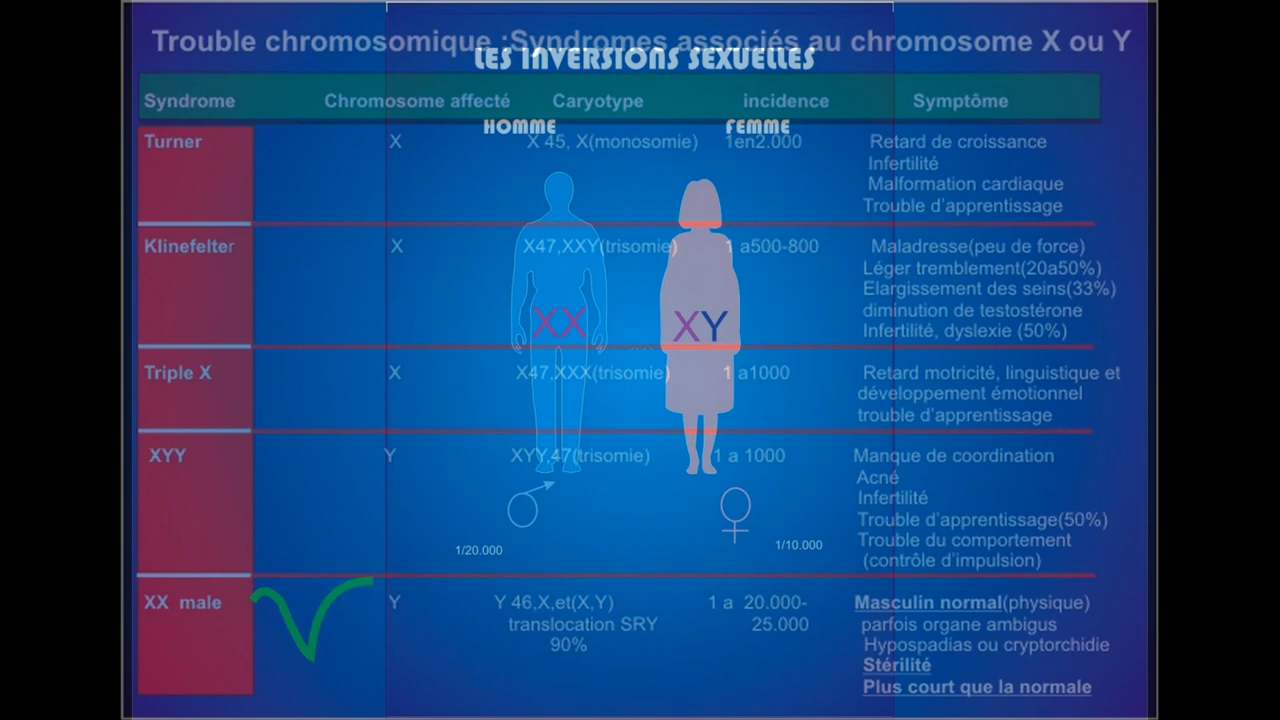 Trouble chromosomique :Syndromes associés au chromosome X ou Y
LES INVERSIONS SEXUELLES
Syndrome Chromosome affecté Caryotype incidence Symptôme
HOMME FEMME
Turner X X 45, X(monosomie) 1en2.000 Retard de croissance
Infertilité
Malformation cardiaque
Trouble d'apprentissage
Klinefelter X X47,XXY(trisomie) 1 a500-800 Maladresse(peu de force)
Léger tremblement(20a50%)
Elargissement des seins(33%)
diminution de testostérone
Infertilité, dyslexie (50%)
XX XY
Triple X X X47,XXX(trisomie) 1 a1000 Retard motricité, linguistique et
développement émotionnel
trouble d'apprentissage
XYY Y XYY,47(trisomie) 1 a 1000 Manque de coordination
Acné
Infertilité
Trouble d'apprentissage(50%)
Trouble du comportement
(contrôle d'impulsion)
1/20.000 1/10.000
XX male Y Y 46,X,et(X,Y) 1 a 20.000- Masculin normal(physique)
translocation SRY 25.000 parfois organe ambigus
90% Hypospadias ou cryptorchidie
Stérilité
Plus court que la normale